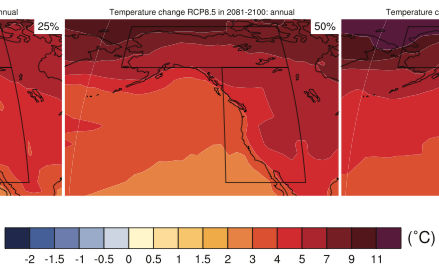 nnual
Temperature change RCP8.5 in 2081-2100: annual
Temperature c
25%
50%
(˚C)
-2 -1.5 -1 -0.5 0 0.5 1 1.5 2 3 4 5 7 9 11